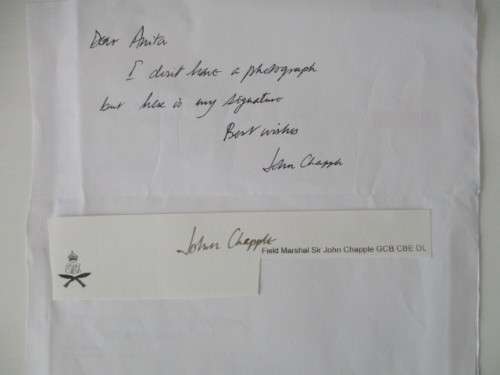 Dear Anita
I don't have a photograph
but here is my signature
Best wishes
John Chapple
John Chapple
Field Marshal Sir John Chapple GCB CBE DL